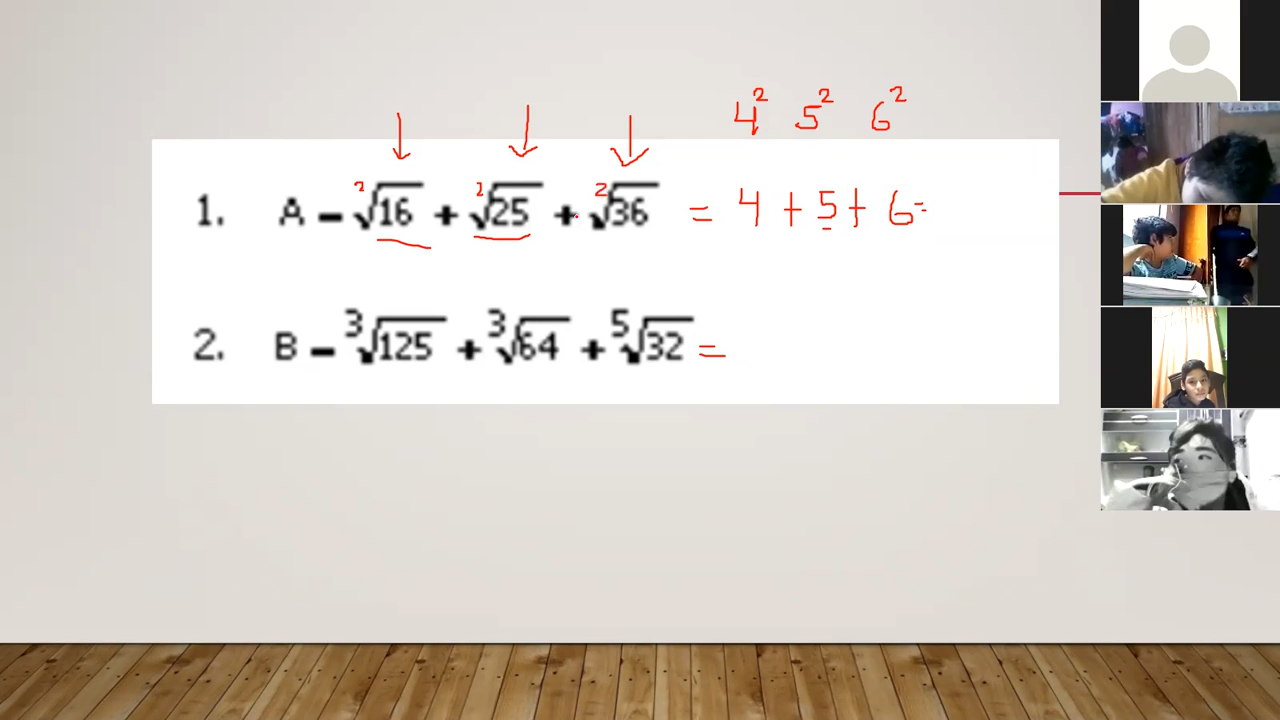 4² 5² 6²
1. A = ²√16 + ²√25 + ²√36 = 4 + 5 + 6 =
2. B = ³√125 + ³√64 + ⁵√32 =